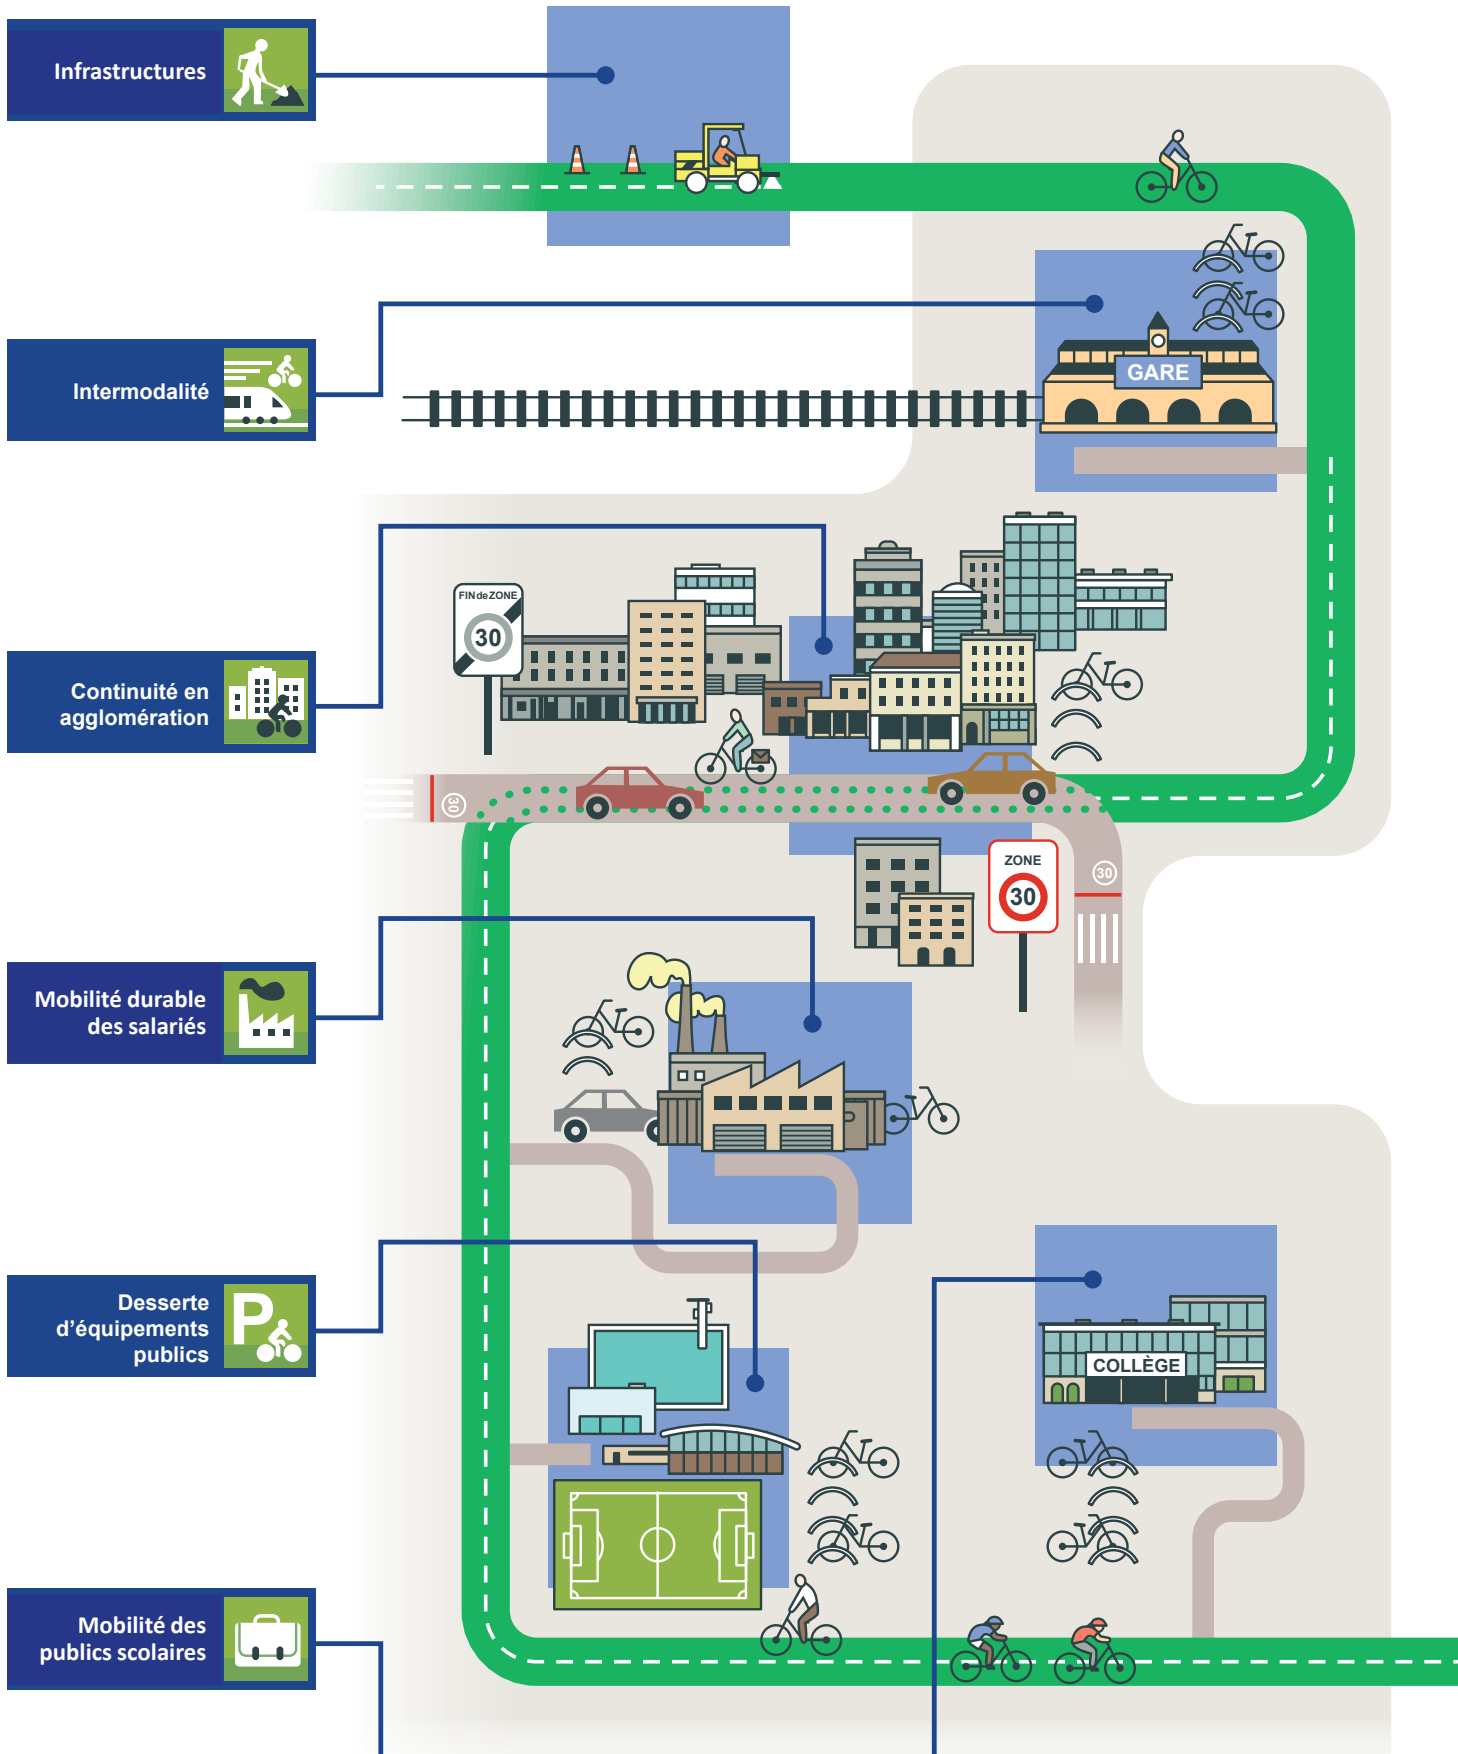 Infrastructures
Intermodalité
GARE
FIN de ZONE
30
Continuité en
agglomération
30
ZONE
30
30
Mobilité durable
des salariés
Desserte
d'équipements
publics
P
COLLÈGE
Mobilité des
publics scolaires